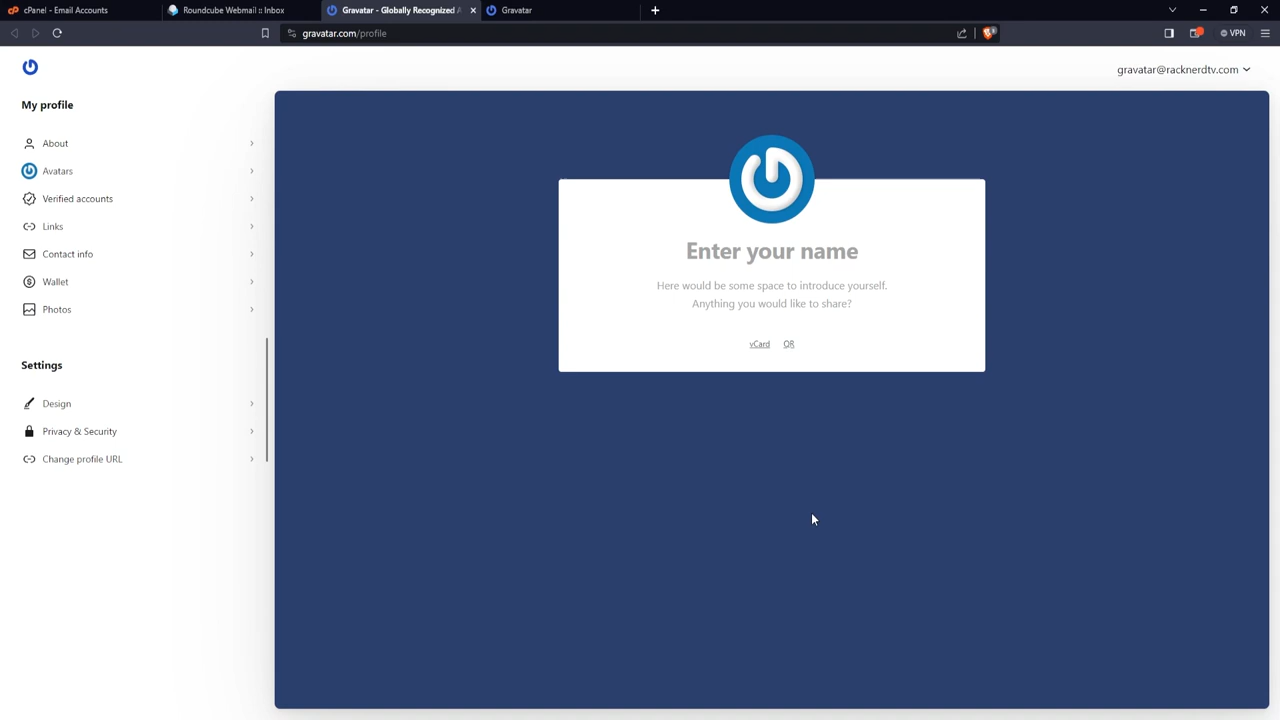 cPanel - Email Accounts
Roundcube Webmail :: Inbox
Gravatar - Globally Recognized A
Gravatar
gravatar.com/profile
VPN
gravatar@racknerdtv.com
My profile
About
Avatars
Verified accounts
Links
Contact info
Wallet
Photos
Settings
Design
Privacy & Security
Change profile URL
Enter your name
Here would be some space to introduce yourself.
Anything you would like to share?
vCard QR